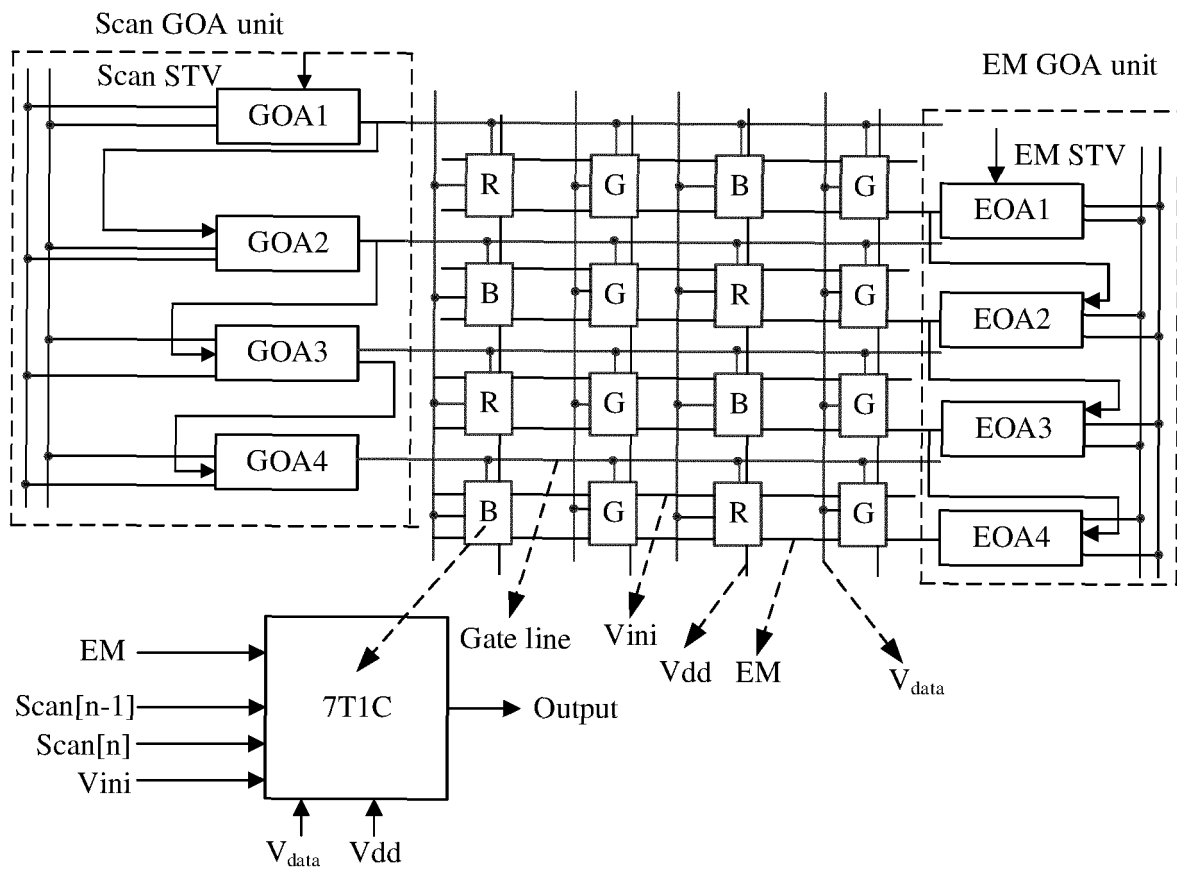 Scan GOA unit
Scan STV
EM GOA unit
GOA1
EM STV
R G B G
EOA1
GOA2
B G R G
EOA2
GOA3
R G B G
EOA3
GOA4
B G R G
EOA4
Gate line
Vini
Vdd
EM
Vdata
EM
Scan[n-1]
Scan[n]
Vini
7T1C
Output
Vdata
Vdd